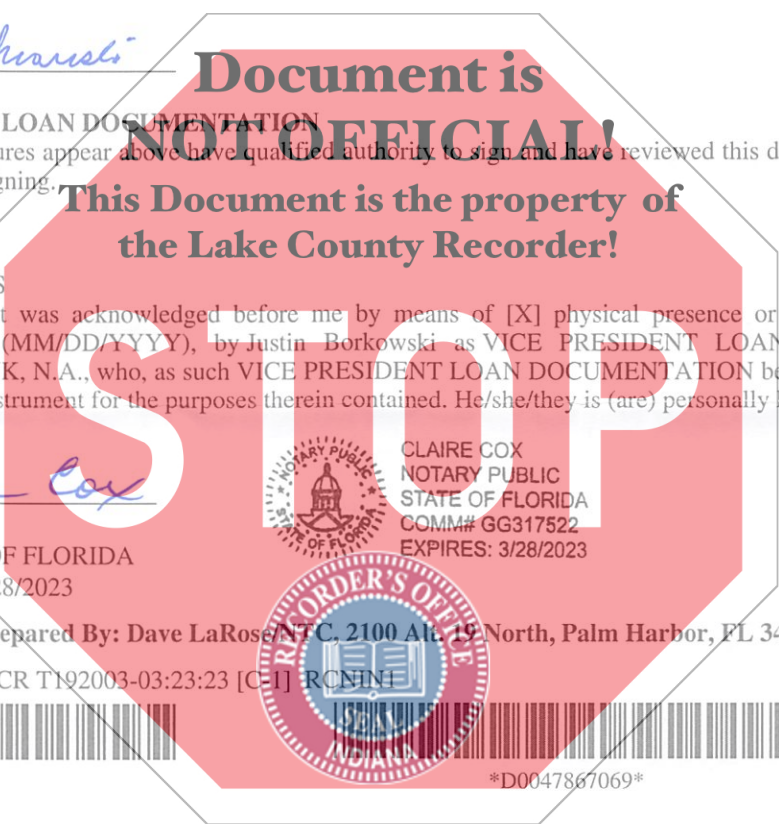 Document is
LOAN DOCUMENTATION
NOT OFFICIAL!
ures appear above have qualified authority to sign and have reviewed this d
gning.
This Document is the property of
the Lake County Recorder!
S
t was acknowledged before me by means of [X] physical presence or
(MM/DD/YYYY), by Justin Borkowski as VICE PRESIDENT LOAN
K, N.A., who, as such VICE PRESIDENT LOAN DOCUMENTATION be
strument for the purposes therein contained. He/she/they is (are) personally
STOP
Cox
NOTARY PUBLIC
STATE OF FLORIDA
CLAIRE COX
NOTARY PUBLIC
STATE OF FLORIDA
COMM# GG317522
EXPIRES: 3/28/2023
OF FLORIDA
28/2023
RECORDER'S OFFICE
SEAL
INDIANA
epared By: Dave LaRose/NTC, 2100 Alt. 19 North, Palm Harbor, FL 34
CR T192003-03:23:23 [C-1] RCNIN1
*D0047867069*